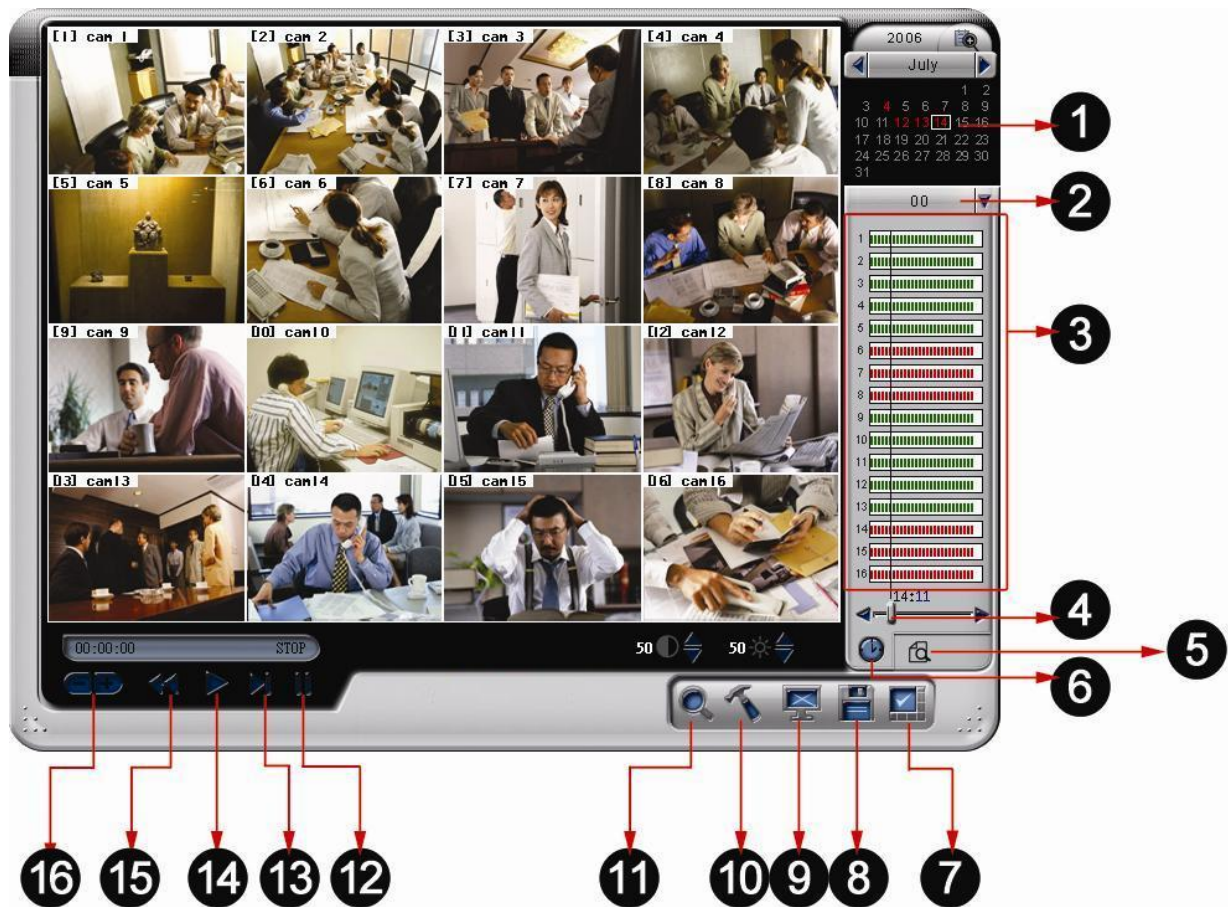 [1] cam 1
[2] cam 2
[3] cam 3
[4] cam 4
[5] cam 5
[6] cam 6
[7] cam 7
[8] cam 8
[9] cam 9
[10] cam10
[11] cam11
[12] cam12
[13] cam13
[14] cam14
[15] cam15
[16] cam16
2006
July
1 2
3 4 5 6 7 8 9
10 11 12 13 14 15 16
17 18 19 20 21 22 23
24 25 26 27 28 29 30
31
00
1
2
3
4
5
6
7
8
9
10
11
12
13
14
15
16
14:11
00:00:00 STOP
50
50
1
2
3
4
5
6
7
8
9
10
11
12
13
14
15
16